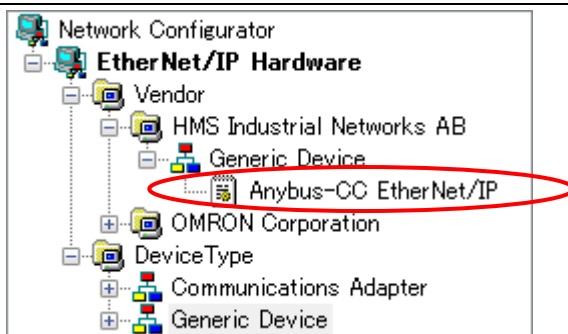 Network Configurator
EtherNet/IP Hardware
Vendor
HMS Industrial Networks AB
Generic Device
Anybus-CC EtherNet/IP
OMRON Corporation
DeviceType
Communications Adapter
Generic Device